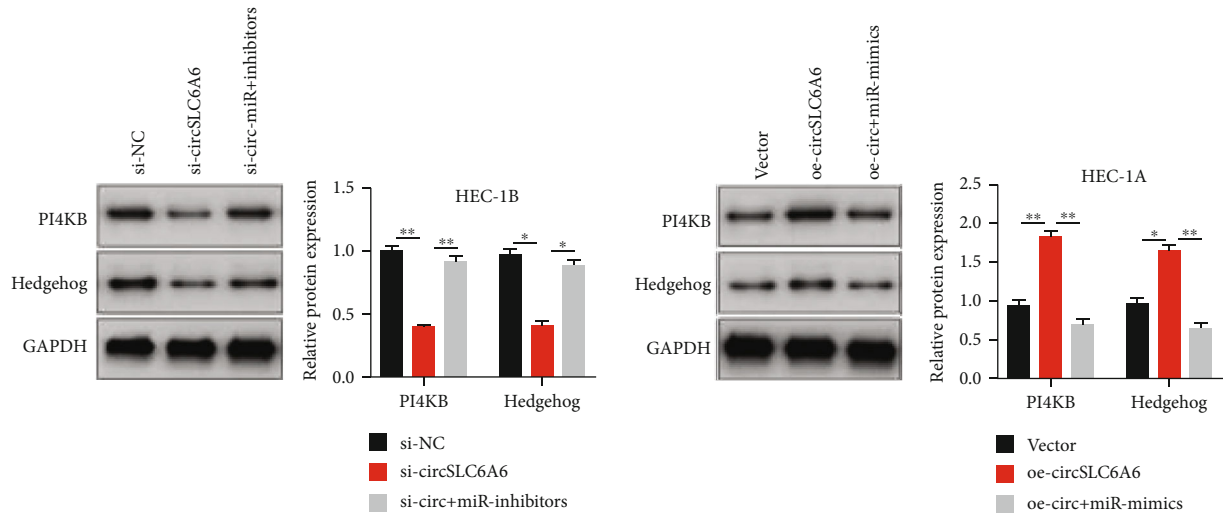 si-NC
si-circSLC6A6
si-circ-miR+inhibitors
PI4KB
Hedgehog
GAPDH
HEC-1B
Relative protein expression
1.5
1.0
0.5
0.0
** ** * *
PI4KB Hedgehog
si-NC
si-circSLC6A6
si-circ+miR-inhibitors
Vector
oe-circSLC6A6
oe-circ+miR-mimics
PI4KB
Hedgehog
GAPDH
HEC-1A
Relative protein expression
2.5
2.0
1.5
1.0
0.5
0.0
** ** * **
PI4KB Hedgehog
Vector
oe-circSLC6A6
oe-circ+miR-mimics